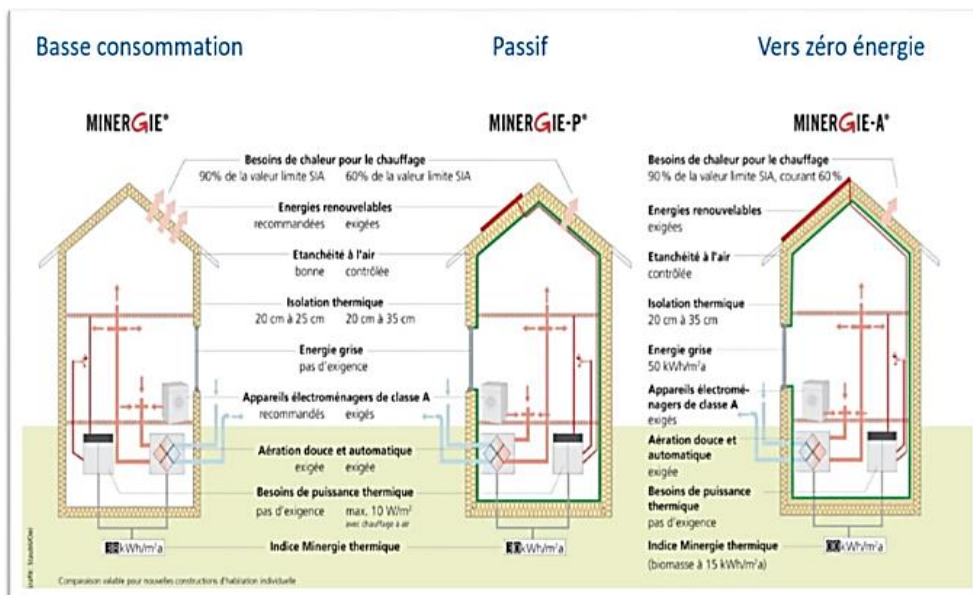 Basse consommation
Passif
Vers zéro énergie
MINERGIE®
MINERGIE-P®
MINERGIE-A®
Besoins de chaleur pour le chauffage
90% de la valeur limite SIA 60% de la valeur limite SIA
Energies renouvelables
recommandées exigées
Etanchéité à l'air
bonne contrôlée
Isolation thermique
20 cm à 25 cm 20 cm à 35 cm
Energie grise
pas d'exigence
Appareils électroménagers de classe A
recommandés exigés
Aération douce et automatique
exigée exigée
Besoins de puissance thermique
pas d'exigence max. 10 W/m²
avec chauffage à air
Indice Minergie thermique
38 kWh/m²a
30 kWh/m²a
Besoins de chaleur pour le chauffage
90% de la valeur limite SIA, courant 60%
Energies renouvelables
exigées
Etanchéité à l'air
contrôlée
Isolation thermique
20 cm à 35 cm
Energie grise
50 kWh/m²a
Appareils électromé-
nagers de classe A
exigés
Aération douce et
automatique
exigée
Besoins de puissance
thermique
pas d'exigence
Indice Minergie thermique
(biomasse à 15 kWh/m²a)
00 kWh/m²a
Comparaison valable pour nouvelles constructions d'habitation individuelle